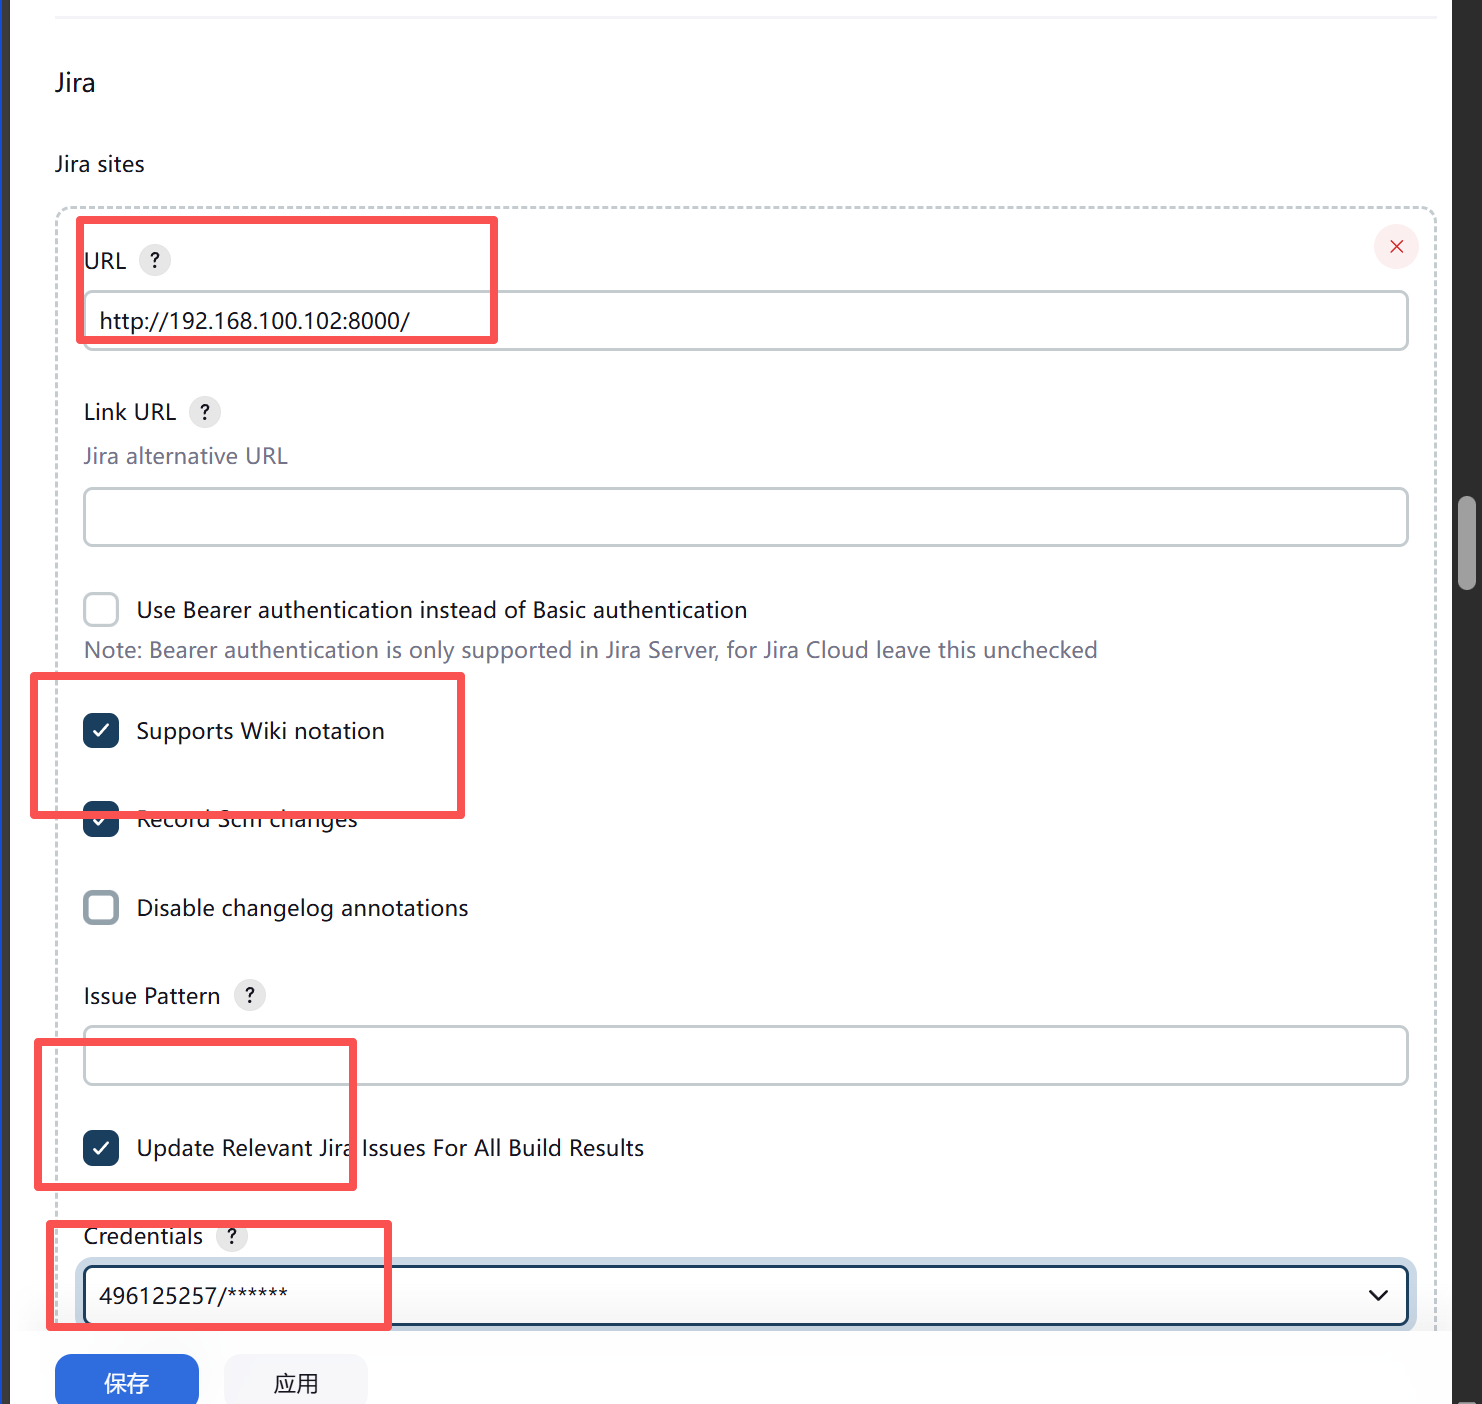 Jira
Jira sites
URL ?
http://192.168.100.102:8000/
Link URL ?
Jira alternative URL
Use Bearer authentication instead of Basic authentication
Note: Bearer authentication is only supported in Jira Server, for Jira Cloud leave this unchecked
Supports Wiki notation
Record Scm changes
Disable changelog annotations
Issue Pattern ?
Update Relevant Jira Issues For All Build Results
Credentials ?
496125257/******
保存 应用